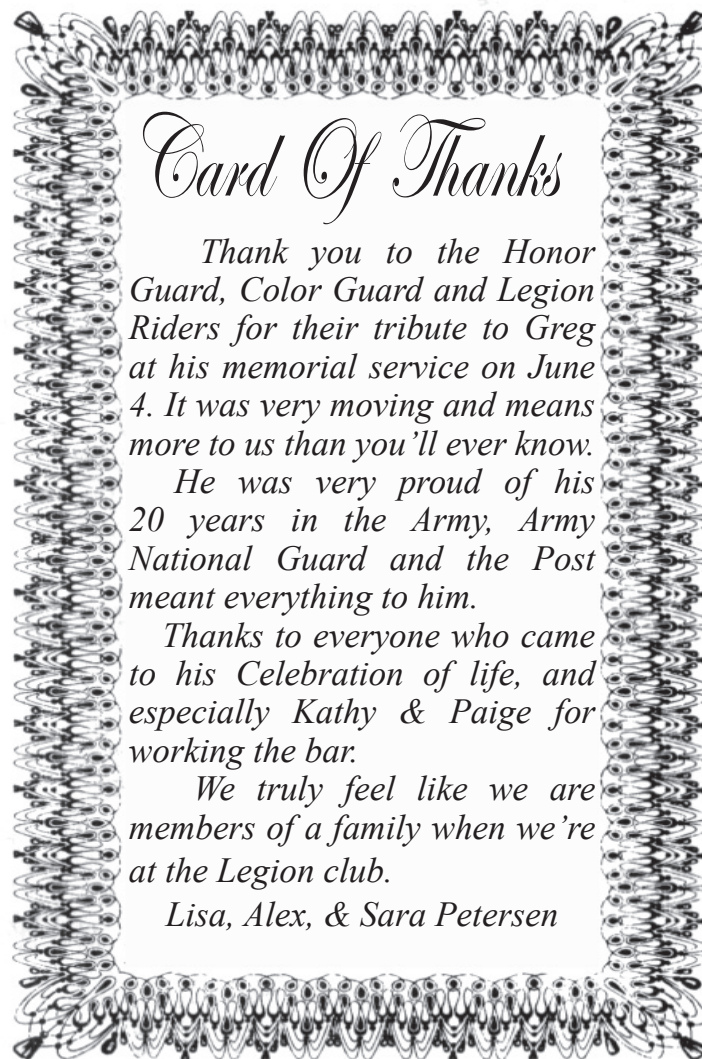 Card Of Thanks
Thank you to the Honor
Guard, Color Guard and Legion
Riders for their tribute to Greg
at his memorial service on June
4. It was very moving and means
more to us than you’ll ever know.
He was very proud of his
20 years in the Army, Army
National Guard and the Post
meant everything to him.
Thanks to everyone who came
to his Celebration of life, and
especially Kathy & Paige for
working the bar.
We truly feel like we are
members of a family when we’re
at the Legion club.
Lisa, Alex, & Sara Petersen